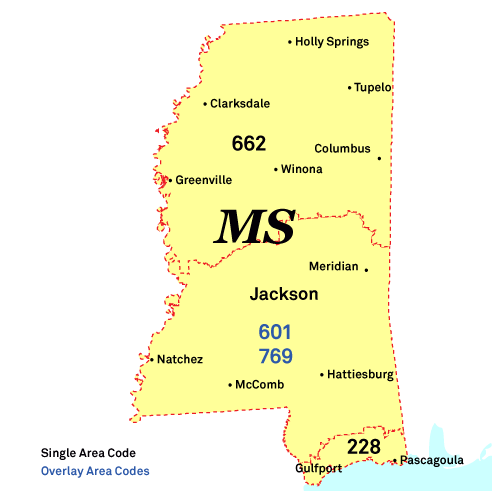 Holly Springs
Tupelo
Clarksdale
662
Columbus
Winona
Greenville
MS
Meridian
Jackson
601
769
Natchez
Hattiesburg
McComb
228
Single Area Code
Pascagoula
Gulfport
Overlay Area Codes